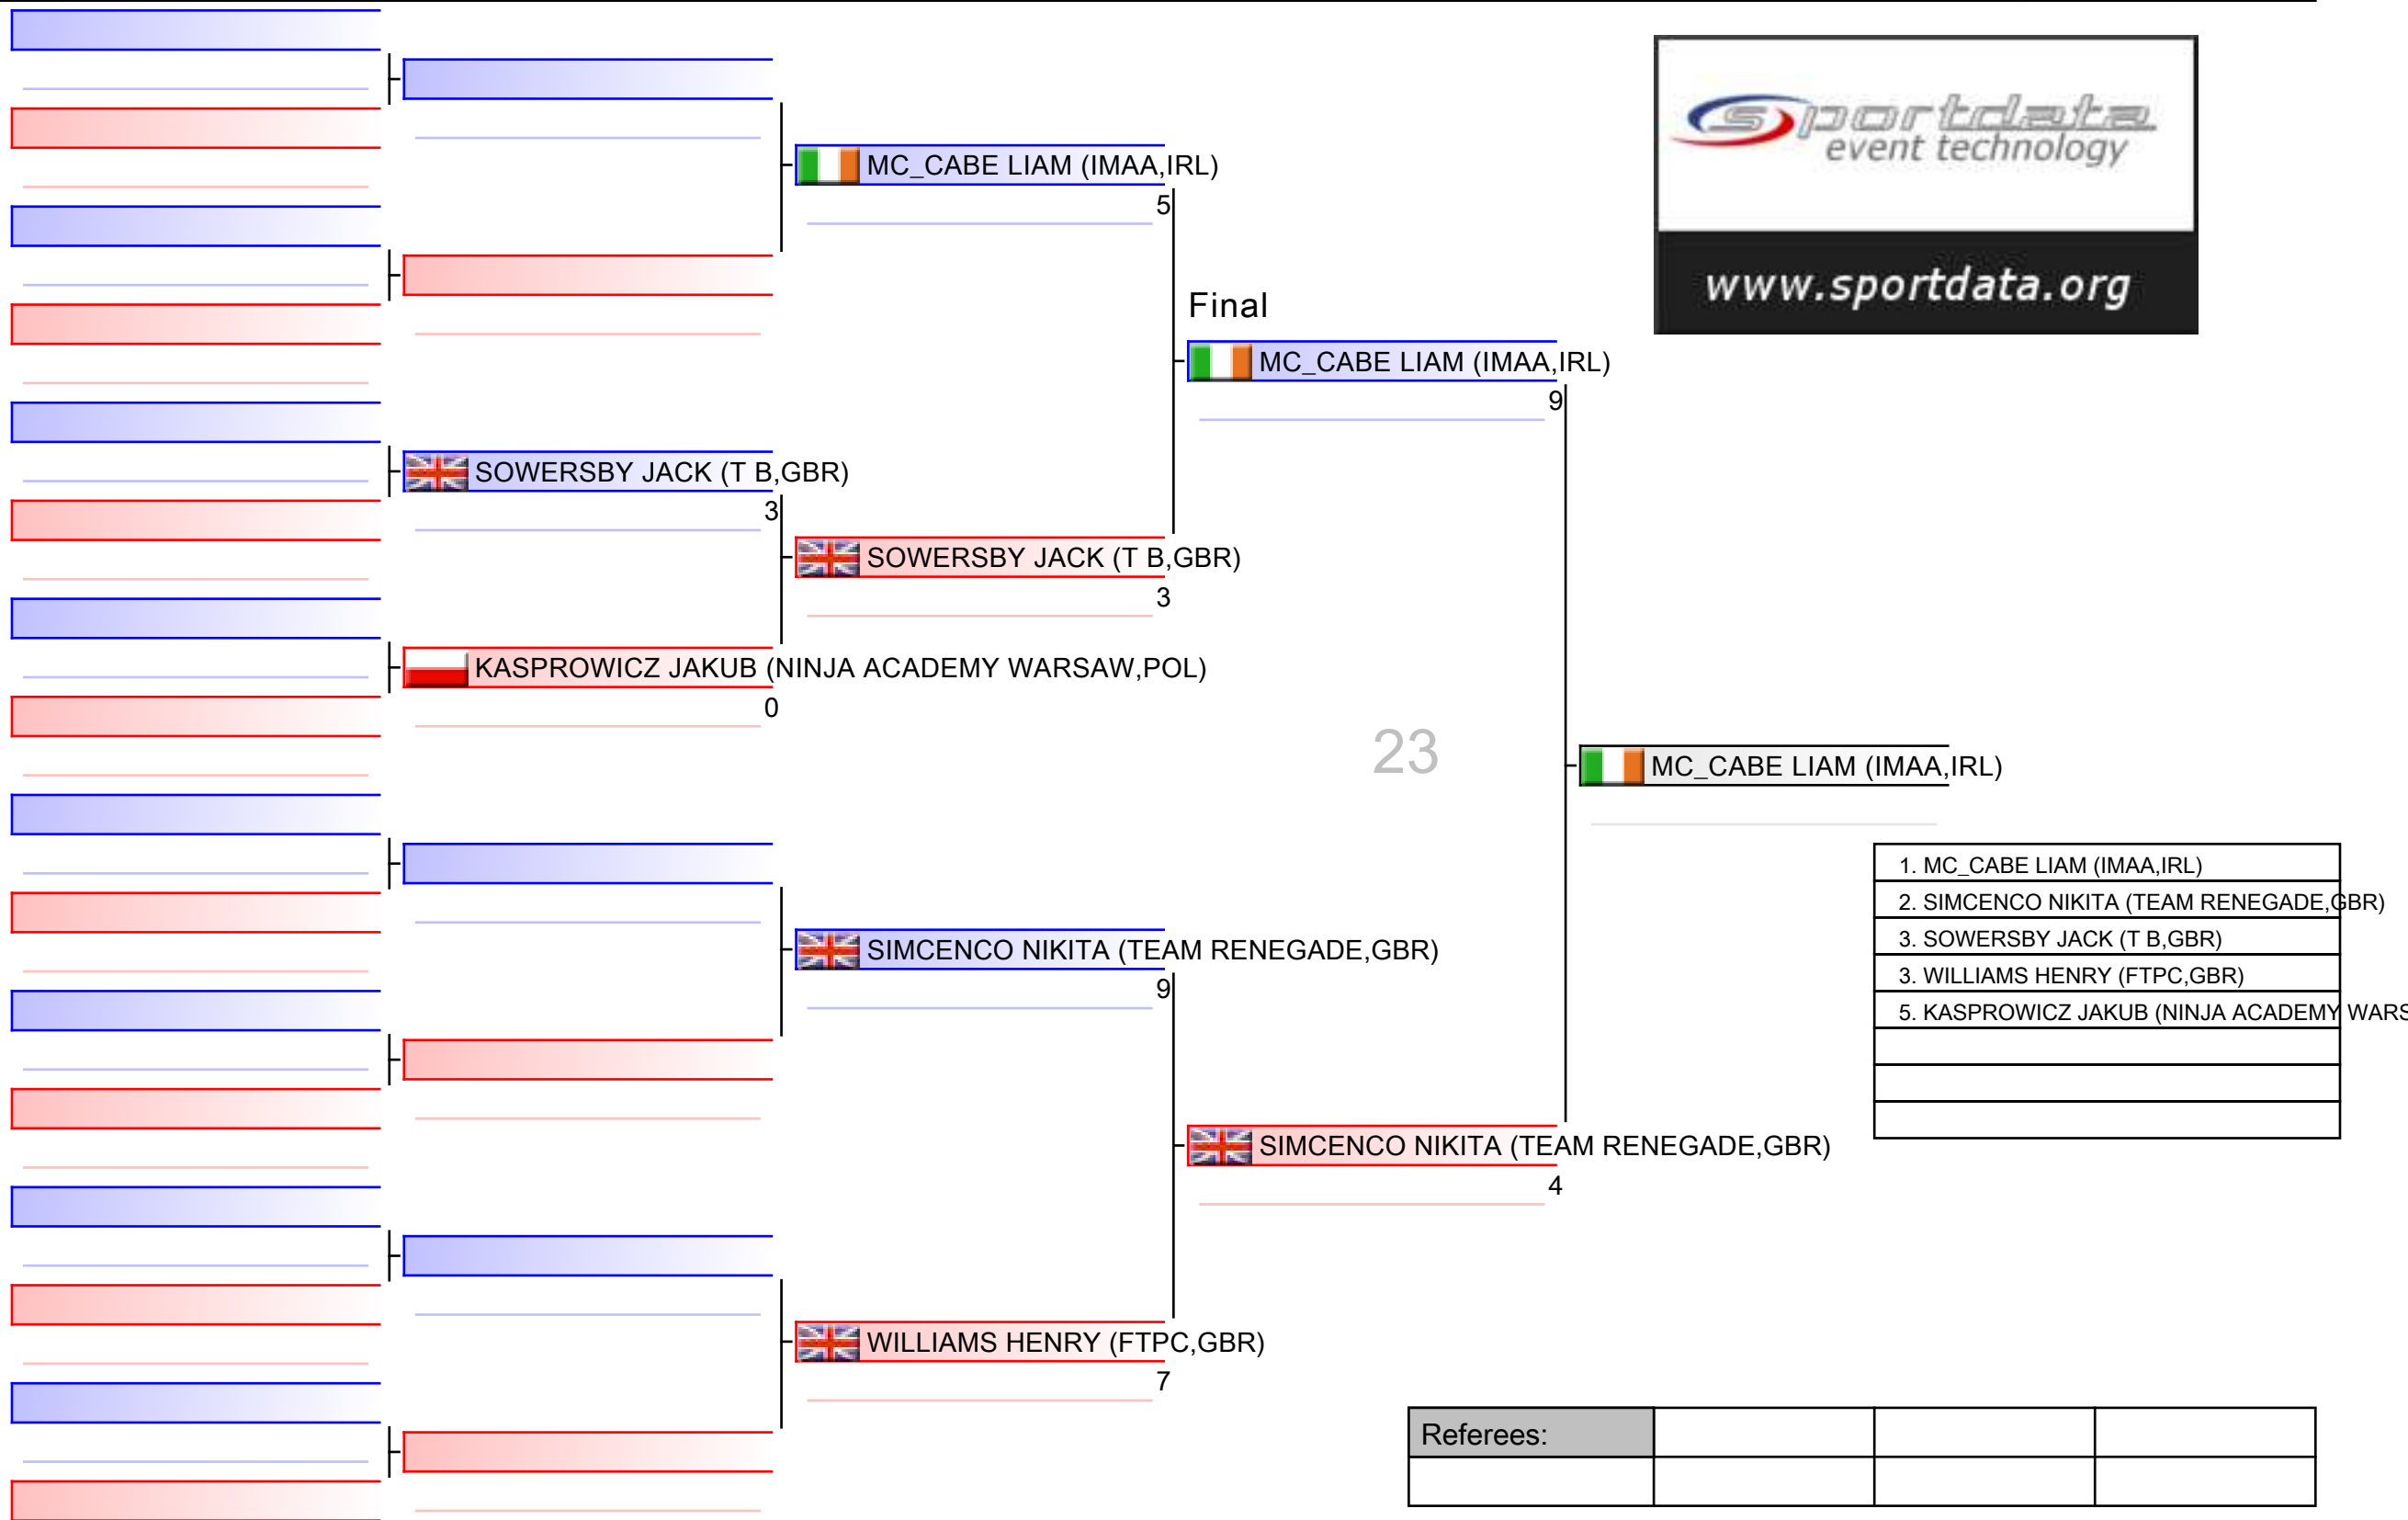 sportdata
event technology
www.sportdata.org
MC_CABE LIAM (IMAA,IRL)
5
Final
MC_CABE LIAM (IMAA,IRL)
9
SOWERSBY JACK (T B,GBR)
3
SOWERSBY JACK (T B,GBR)
3
KASPROWICZ JAKUB (NINJA ACADEMY WARSAW,POL)
0
23
MC_CABE LIAM (IMAA,IRL)
1. MC_CABE LIAM (IMAA,IRL)
2. SIMCENCO NIKITA (TEAM RENEGADE,GBR)
3. SOWERSBY JACK (T B,GBR)
3. WILLIAMS HENRY (FTPC,GBR)
5. KASPROWICZ JAKUB (NINJA ACADEMY WARS
SIMCENCO NIKITA (TEAM RENEGADE,GBR)
9
SIMCENCO NIKITA (TEAM RENEGADE,GBR)
4
WILLIAMS HENRY (FTPC,GBR)
7
Referees: